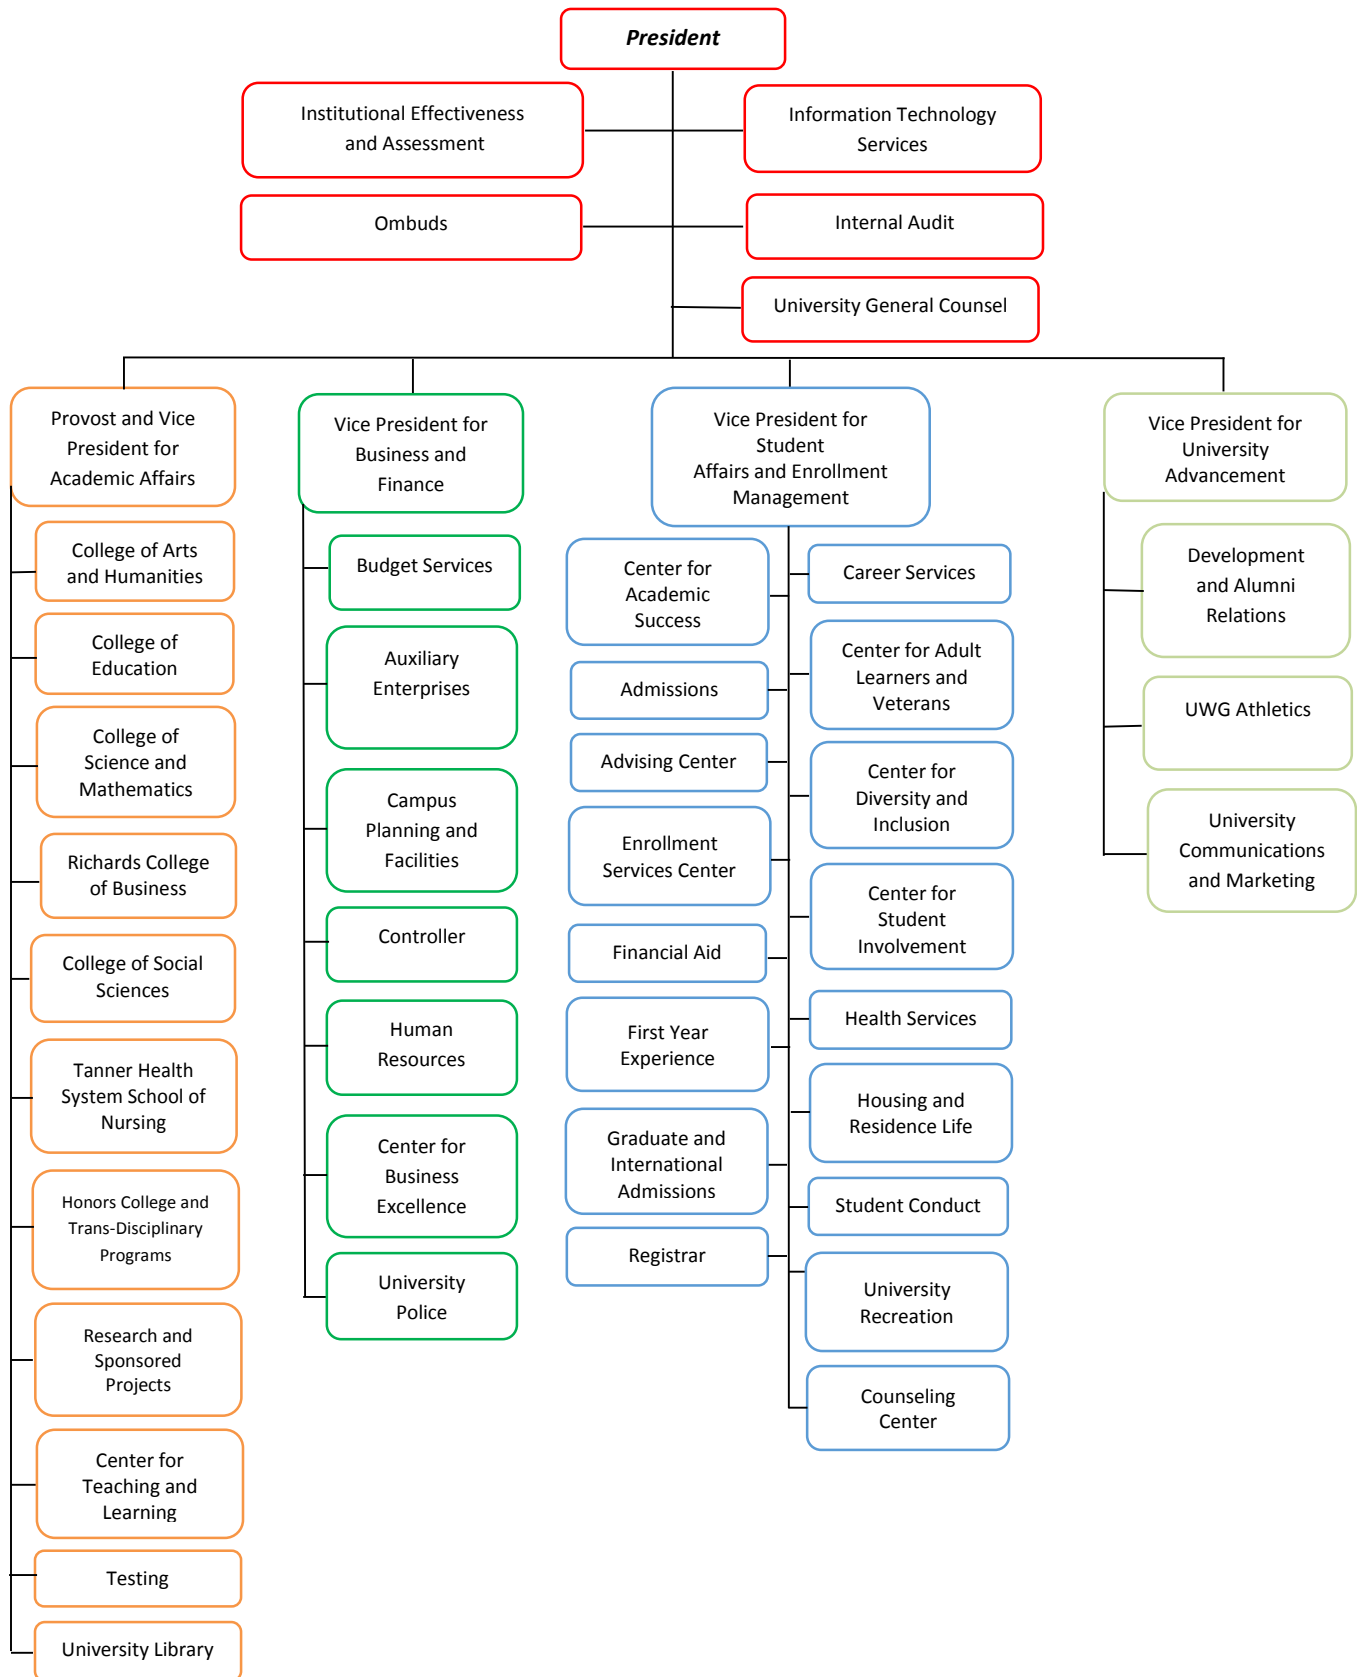 President
Institutional Effectiveness
and Assessment
Information Technology
Services
Ombuds
Internal Audit
University General Counsel
Provost and Vice
President for
Academic Affairs
College of Arts
and Humanities
College of
Education
College of
Science and
Mathematics
Richards College
of Business
College of Social
Sciences
Tanner Health
System School of
Nursing
Honors College and
Trans-Disciplinary
Programs
Research and
Sponsored
Projects
Center for
Teaching and
Learning
Testing
University Library
Vice President for
Business and
Finance
Budget Services
Auxiliary
Enterprises
Campus
Planning and
Facilities
Controller
Human
Resources
Center for
Business
Excellence
University
Police
Vice President for
Student
Affairs and Enrollment
Management
Center for
Academic
Success
Admissions
Advising Center
Enrollment
Services Center
Financial Aid
First Year
Experience
Graduate and
International
Admissions
Registrar
Career Services
Center for Adult
Learners and
Veterans
Center for
Diversity and
Inclusion
Center for
Student
Involvement
Health Services
Housing and
Residence Life
Student Conduct
University
Recreation
Counseling
Center
Vice President for
University
Advancement
Development
and Alumni
Relations
UWG Athletics
University
Communications
and Marketing